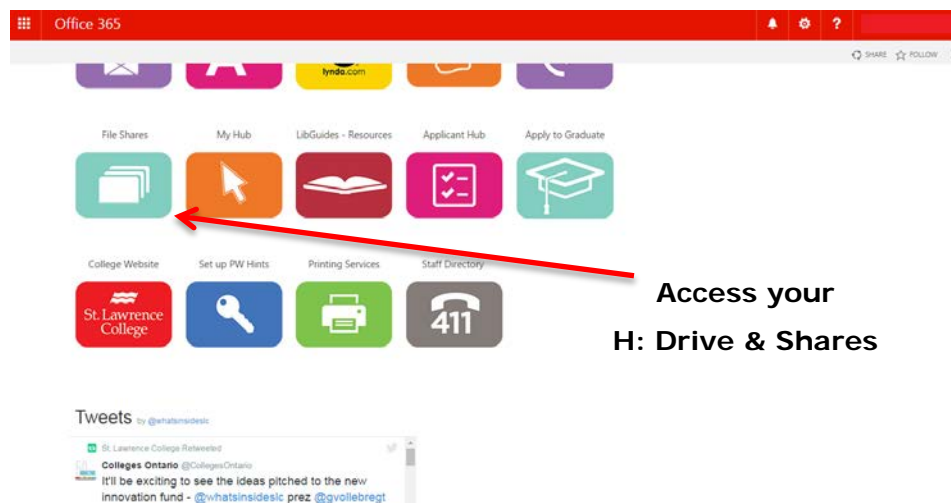 Office 365
?
SHARE FOLLOW
lynda.com
File Shares My Hub LibGuides - Resources Applicant Hub Apply to Graduate
College Website Set up PW Hints Printing Services Staff Directory
St. Lawrence
College
411
Access your
H: Drive & Shares
Tweets by @whatsinsideslc
St. Lawrence College Retweeted
Colleges Ontario @CollegesOntario
It'll be exciting to see the ideas pitched to the new
innovation fund - @whatsinsideslc prez @gvollebregt